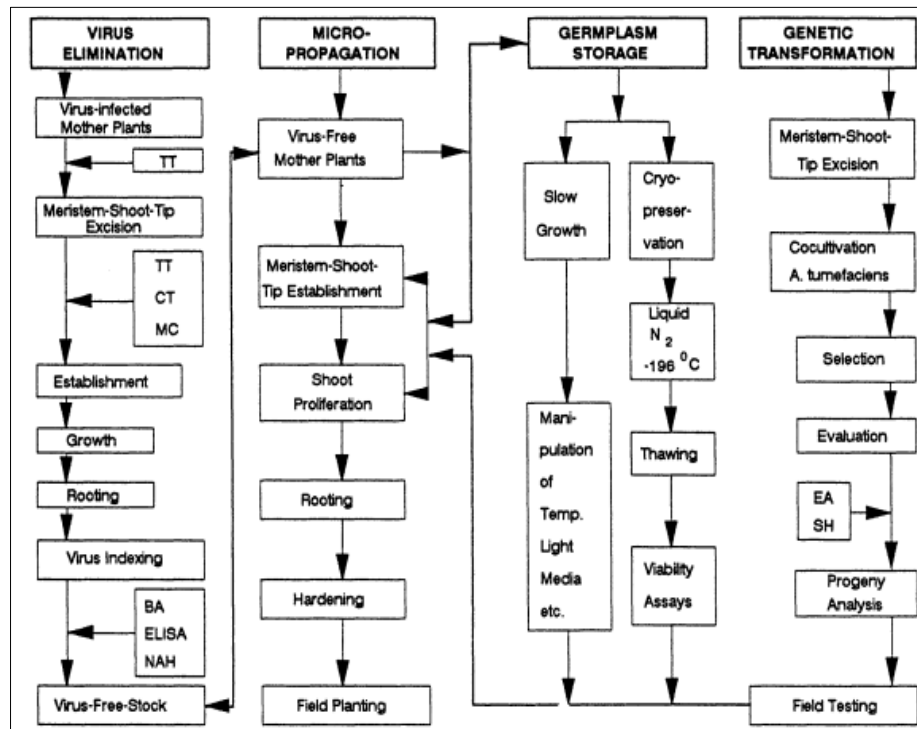 VIRUS
ELIMINATION
Virus-infected
Mother Plants
TT
Meristem-Shoot-Tip
Excision
TT
CT
MC
Establishment
Growth
Rooting
Virus Indexing
BA
ELISA
NAH
Virus-Free-Stock
MICRO-
PROPAGATION
Virus-Free
Mother Plants
Meristem-Shoot-
Tip Establishment
Shoot
Proliferation
Rooting
Hardening
Field Planting
GERMPLASM
STORAGE
Slow
Growth
Mani-
pulation
of
Temp.
Light
Media
etc.
Cryo-
preser-
vation
Liquid
N 2
-196 0C
Thawing
Viability
Assays
GENETIC
TRANSFORMATION
Meristem-Shoot-
Tip Excision
Cocultivation
A. tumefaciens
Selection
Evaluation
EA
SH
Progeny
Analysis
Field Testing